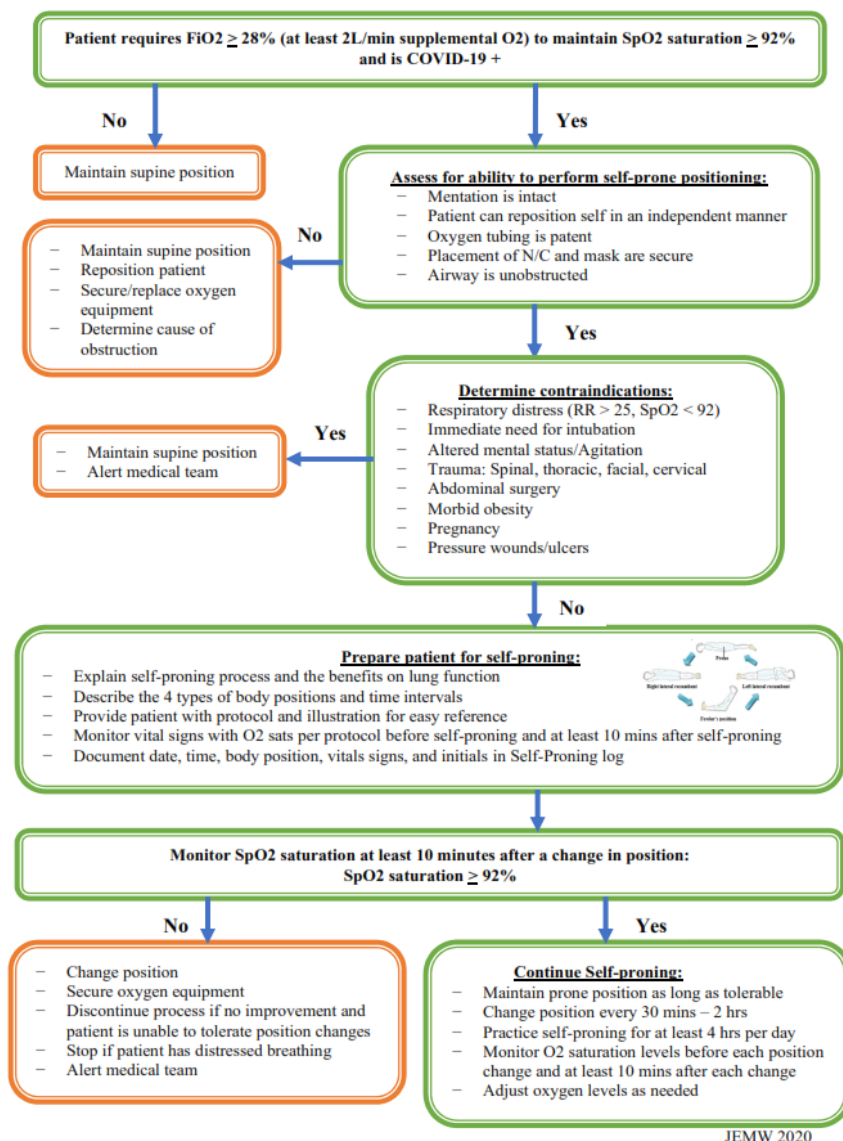 Patient requires FiO2 ≥ 28% (at least 2L/min supplemental O2) to maintain SpO2 saturation ≥ 92%
and is COVID-19 +
No
Yes
Maintain supine position
Assess for ability to perform self-prone positioning:
− Mentation is intact
− Patient can reposition self in an independent manner
− Oxygen tubing is patent
− Placement of N/C and mask are secure
− Airway is unobstructed
No
− Maintain supine position
− Reposition patient
− Secure/replace oxygen
equipment
− Determine cause of
obstruction
Yes
Determine contraindications:
− Respiratory distress (RR > 25, SpO2 < 92)
− Immediate need for intubation
− Altered mental status/Agitation
− Trauma: Spinal, thoracic, facial, cervical
− Abdominal surgery
− Morbid obesity
− Pregnancy
− Pressure wounds/ulcers
Yes
− Maintain supine position
− Alert medical team
No
Prepare patient for self-proning:
− Explain self-proning process and the benefits on lung function
− Describe the 4 types of body positions and time intervals
− Provide patient with protocol and illustration for easy reference
− Monitor vital signs with O2 sats per protocol before self-proning and at least 10 mins after self-proning
− Document date, time, body position, vitals signs, and initials in Self-Proning log
Prone
Right lateral recumbent
Left lateral recumbent
Fowler's position
Monitor SpO2 saturation at least 10 minutes after a change in position:
SpO2 saturation ≥ 92%
No
Yes
− Change position
− Secure oxygen equipment
− Discontinue process if no improvement and
patient is unable to tolerate position changes
− Stop if patient has distressed breathing
− Alert medical team
Continue Self-proning:
− Maintain prone position as long as tolerable
− Change position every 30 mins – 2 hrs
− Practice self-proning for at least 4 hrs per day
− Monitor O2 saturation levels before each position
change and at least 10 mins after each change
− Adjust oxygen levels as needed
JEMW 2020